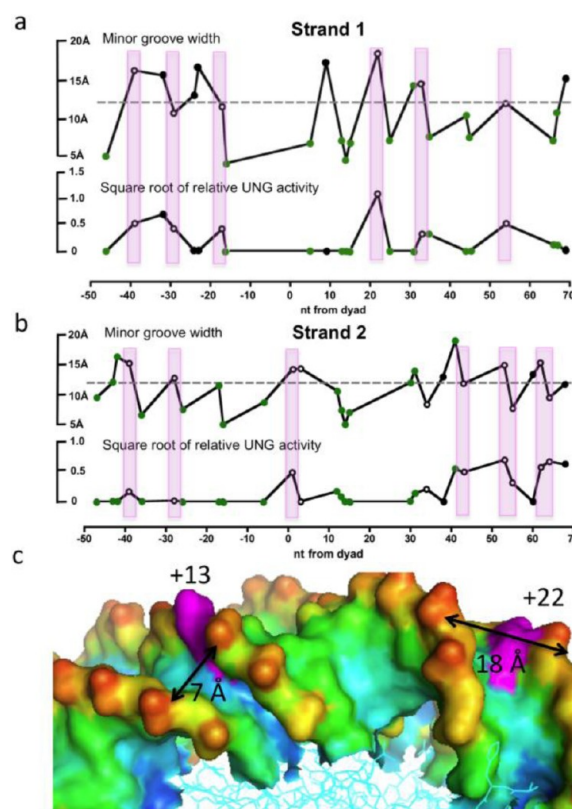 a
Strand 1
Minor groove width
20Å
15Å
10Å
5Å
Square root of relative UNG activity
1.5
1.0
0.5
0
-50 -40 -30 -20 -10 0 10 20 30 40 50 60 70
nt from dyad
b
Strand 2
Minor groove width
20Å
15Å
10Å
5Å
Square root of relative UNG activity
1.0
0.5
0
-50 -40 -30 -20 -10 0 10 20 30 40 50 60 70
nt from dyad
c
+13
+22
7 Å
18 Å